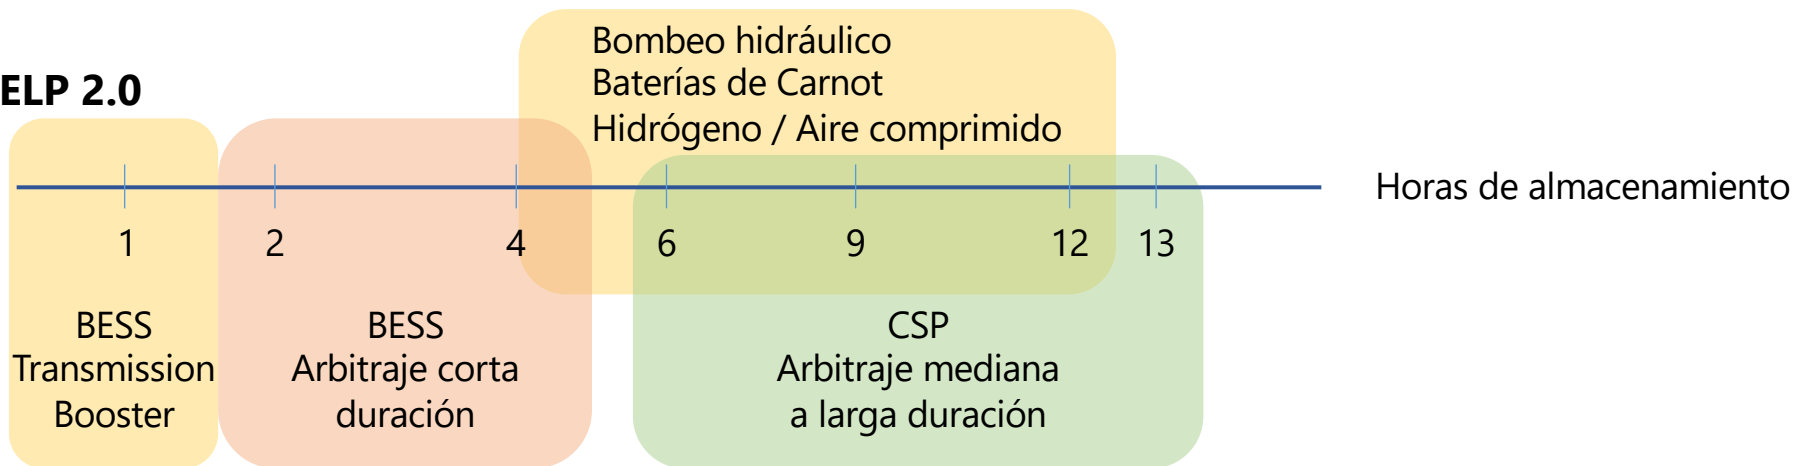 Bombeo hidráulico
Baterías de Carnot
Hidrógeno / Aire comprimido
ELP 2.0
Horas de almacenamiento
1 2 4 6 9 12 13
BESS
Transmission
Booster
BESS
Arbitraje corta
duración
CSP
Arbitraje mediana
a larga duración